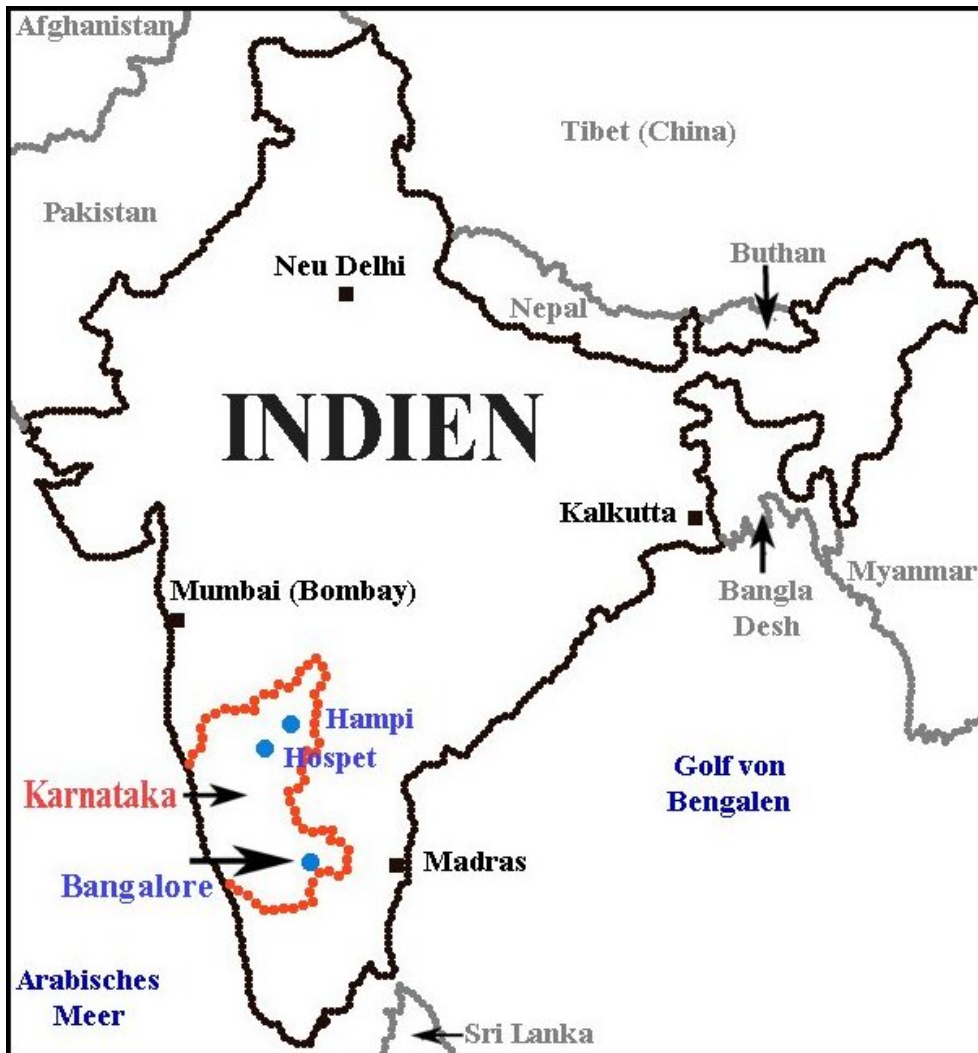 Afghanistan
Tibet (China)
Pakistan
Buthan
Neu Delhi
Nepal
INDIEN
Kalkutta
Myanmar
Mumbai (Bombay)
Bangla
Desh
Hampi
Hospet
Golf von
Bengalen
Karnataka
Madras
Bangalore
Arabisches
Meer
Sri Lanka